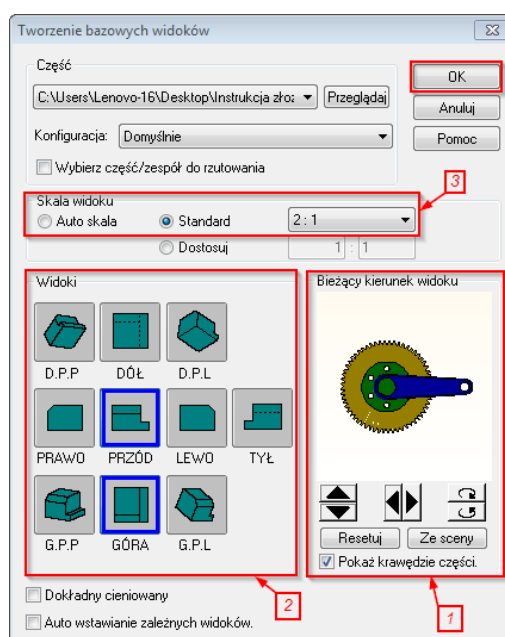 Tworzenie bazowych widoków
Część
C:\Users\Lenovo-16\Desktop\Instrukcja złoż
Przeglądaj
OK
Anuluj
Konfiguracja: Domyślnie
Pomoc
Wybierz część/zespół do rzutowania
3
Skala widoku
Auto skala Standard 2 : 1
Dostosuj 1 : 1
Widoki
D.P.P DÓŁ D.P.L
PRAWO PRZÓD LEWO TYŁ
G.P.P GÓRA G.P.L
Bieżący kierunek widoku
Resetuj Ze sceny
Pokaż krawędzie części.
Dokładny cieniowany
2
1
Auto wstawianie zależnych widoków.